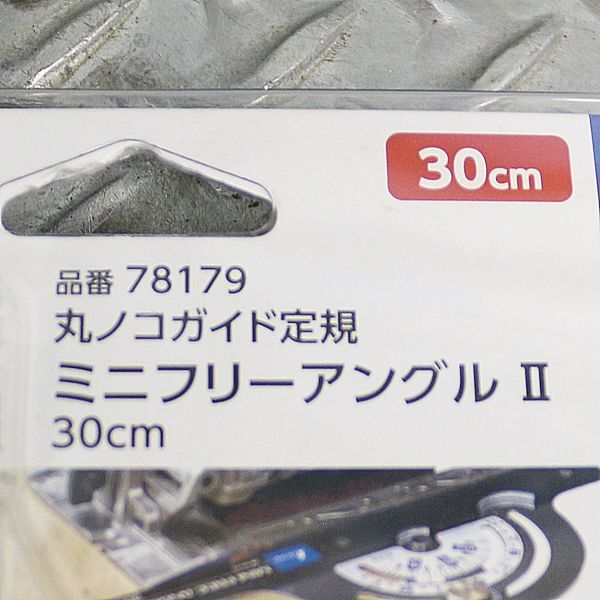 30cm
品番 78179
丸ノコガイド定規
ミニフリーアングル Ⅱ
30cm